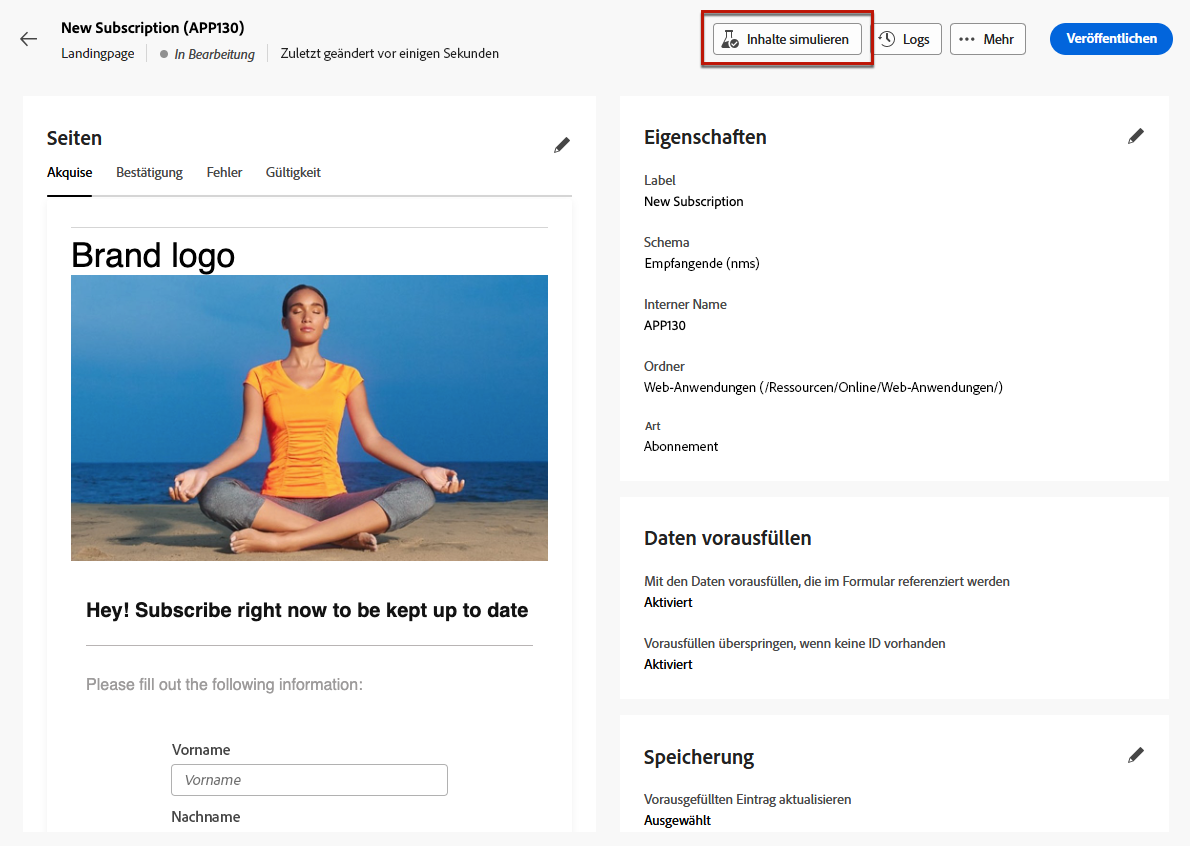 New Subscription (APP130)
Landingpage In Bearbeitung Zuletzt geändert vor einigen Sekunden
Inhalte simulieren Logs Mehr Veröffentlichen
Seiten
Akquise Bestätigung Fehler Gültigkeit
Brand logo
Hey! Subscribe right now to be kept up to date
Please fill out the following information:
Vorname
Vorname
Nachname
Eigenschaften
Label
New Subscription
Schema
Empfangende (nms)
Interner Name
APP130
Ordner
Web-Anwendungen (/Ressourcen/Online/Web-Anwendungen/)
Art
Abonnement
Daten vorausfüllen
Mit den Daten vorausfüllen, die im Formular referenziert werden
Aktiviert
Vorausfüllen überspringen, wenn keine ID vorhanden
Aktiviert
Speicherung
Vorausgefüllten Eintrag aktualisieren
Ausgewählt